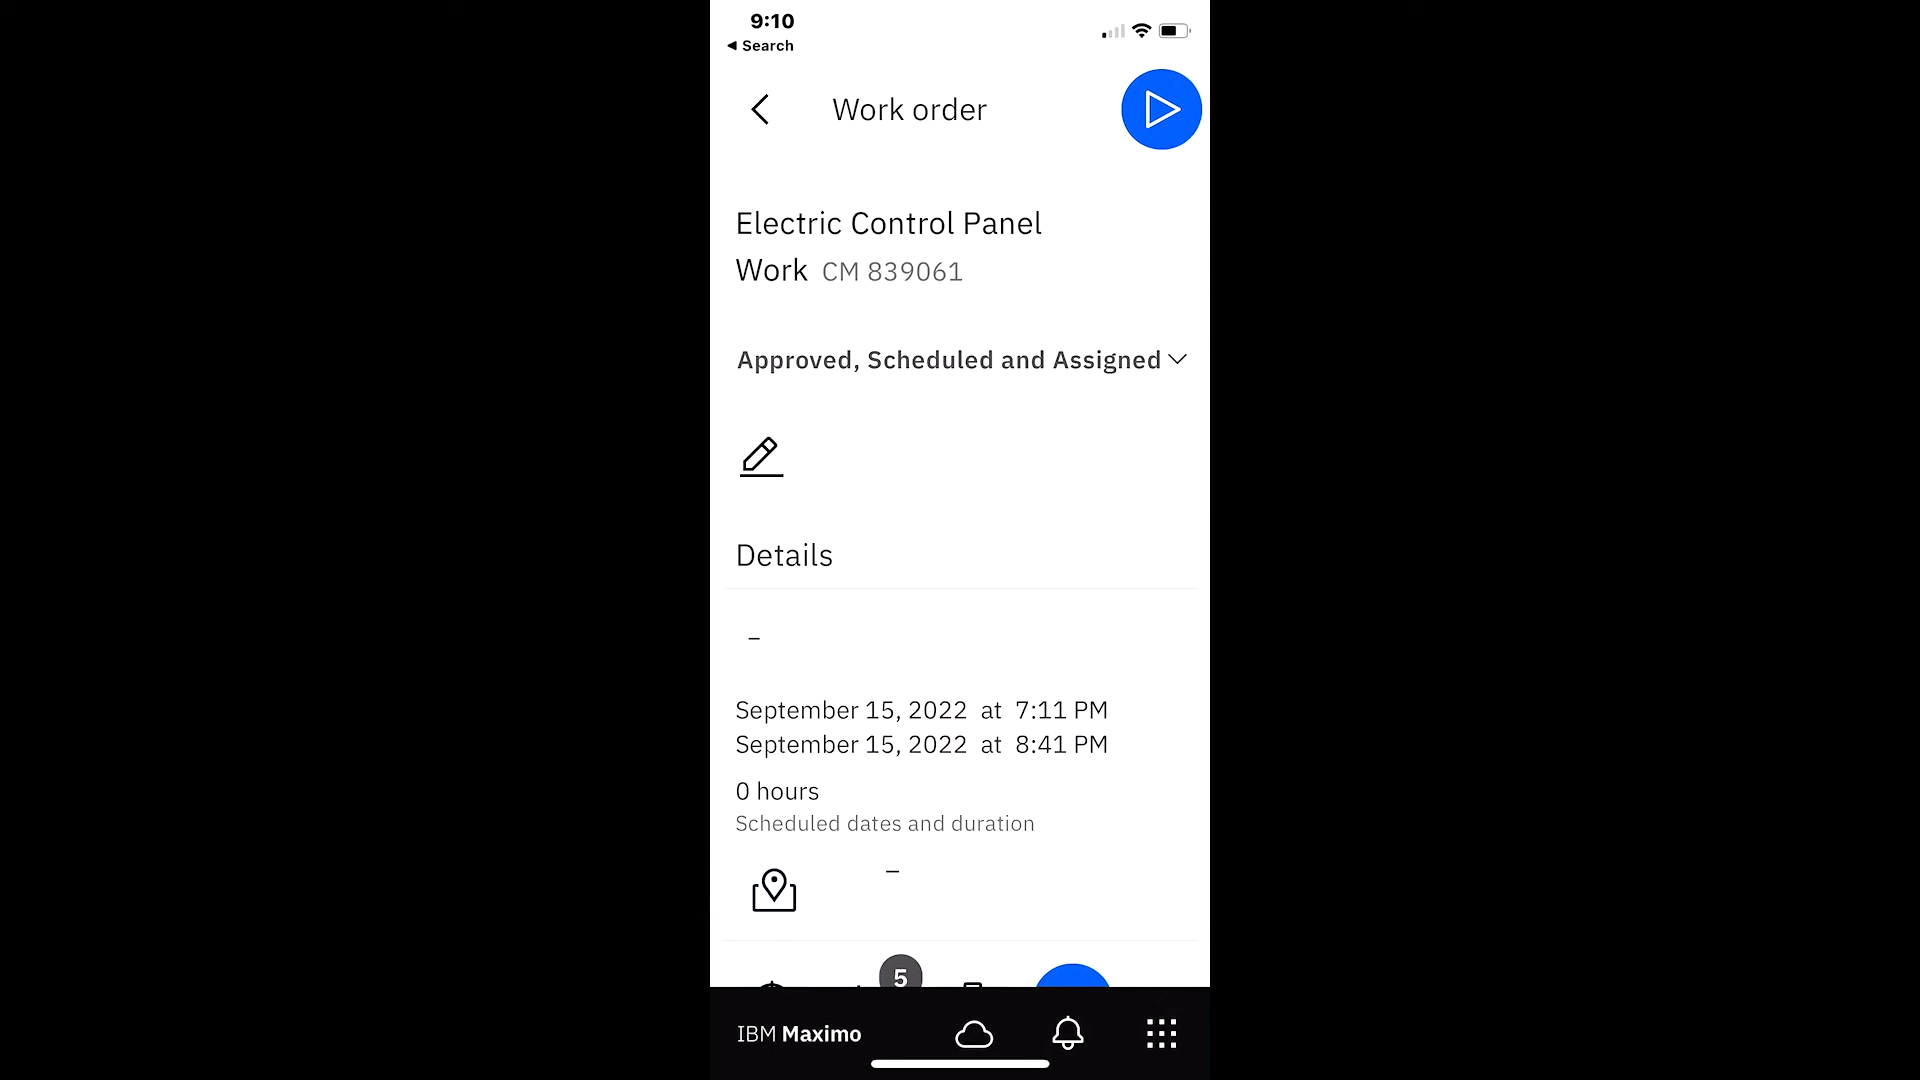 9:10
◀ Search
Work order
Electric Control Panel
Work CM 839061
Approved, Scheduled and Assigned
Details
–
September 15, 2022 at 7:11 PM
September 15, 2022 at 8:41 PM
0 hours
Scheduled dates and duration
–
5
IBM Maximo